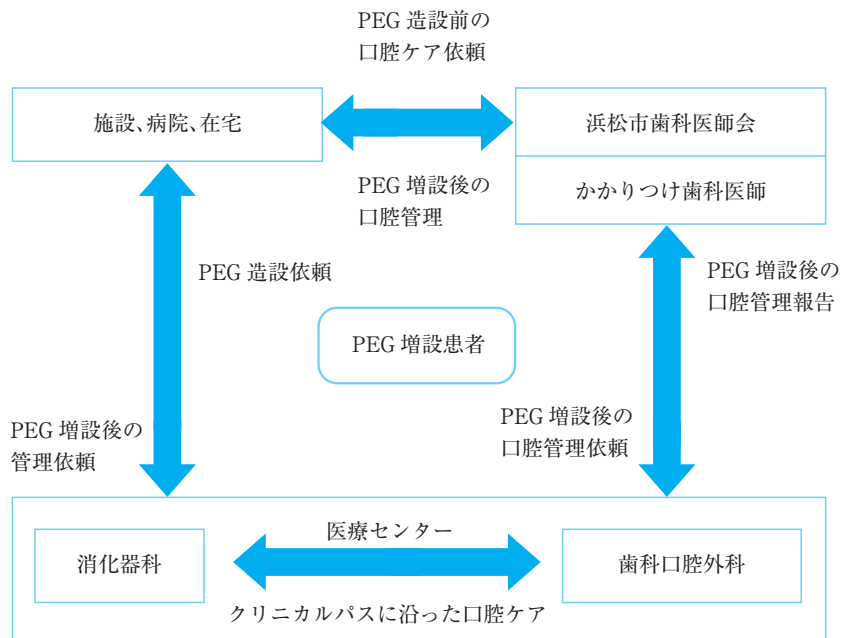 PEG 造設前の
口腔ケア依頼
施設、病院、在宅
浜松市歯科医師会
かかりつけ歯科医師
PEG 増設後の
口腔管理
PEG 造設依頼
PEG 増設後の
口腔管理報告
PEG 増設患者
PEG 増設後の
管理依頼
PEG 増設後の
口腔管理依頼
医療センター
消化器科
歯科口腔外科
クリニカルパスに沿った口腔ケア